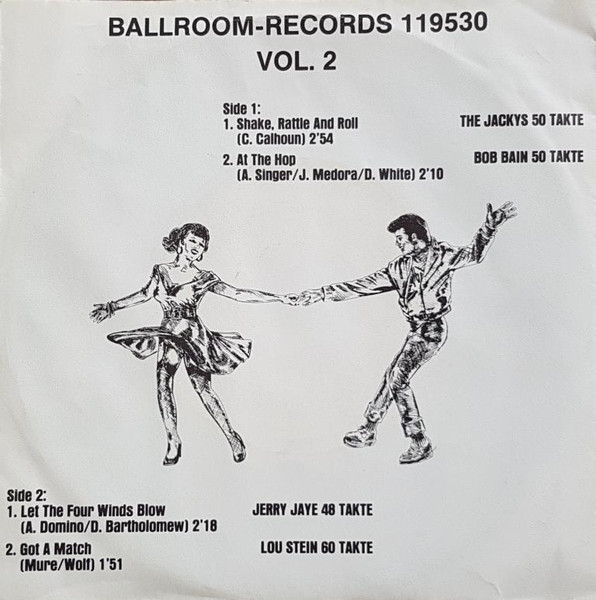 BALLROOM-RECORDS 119530
VOL. 2
Side 1:
1. Shake, Rattle And Roll THE JACKYS 50 TAKTE
(C. Calhoun) 2'54
2. At The Hop BOB BAIN 50 TAKTE
(A. Singer/J. Medora/D. White) 2'10
Side 2:
1. Let The Four Winds Blow JERRY JAYE 48 TAKTE
(A. Domino/D. Bartholomew) 2'18
2. Got A Match LOU STEIN 60 TAKTE
(Mure/Wolf) 1'51